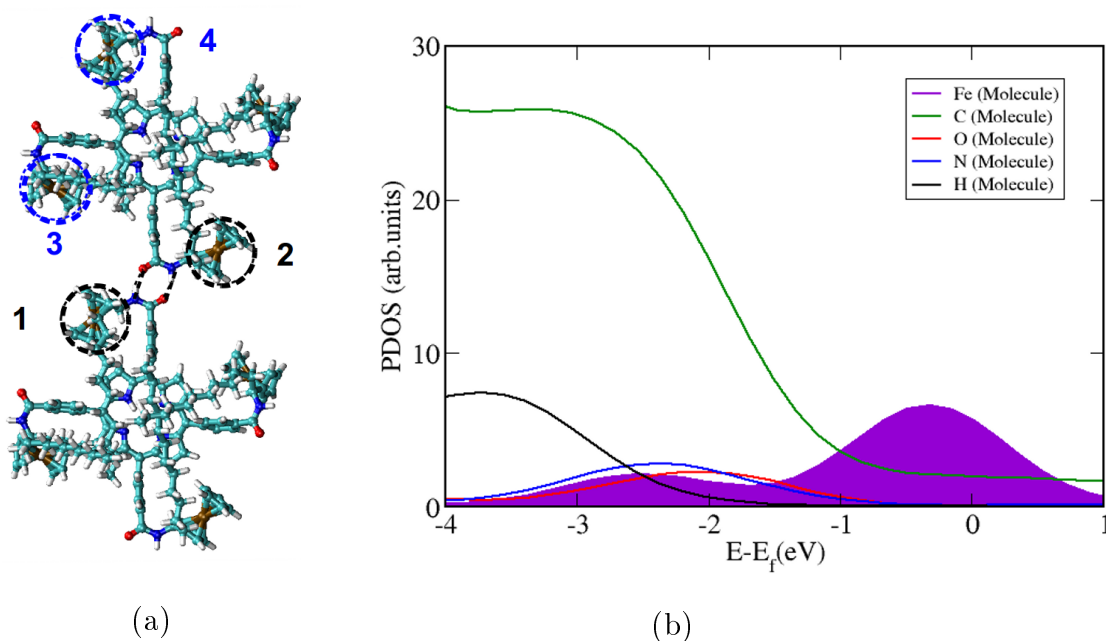 4
3
2
1
(a)
PDOS (arb.units)
30
20
10
0
Fe (Molecule)
C (Molecule)
O (Molecule)
N (Molecule)
H (Molecule)
-4 -3 -2 -1 0 1
E-E_f(eV)
(b)